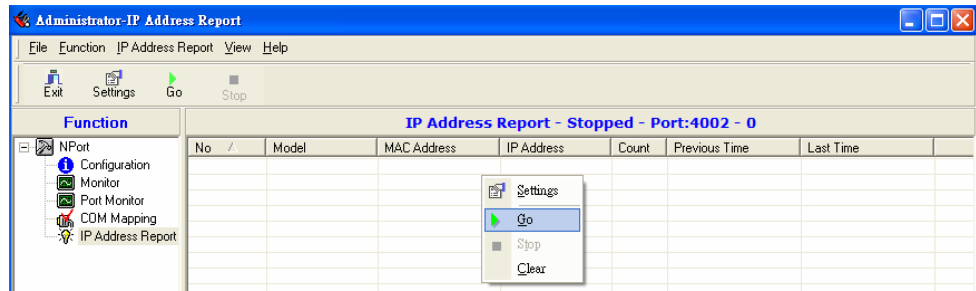 Administrator-IP Address Report
File Function IP Address Report View Help
Exit Settings Go Stop
Function
IP Address Report - Stopped - Port:4002 - 0
No Model MAC Address IP Address Count Previous Time Last Time
NPort
Configuration
Monitor
Port Monitor
COM Mapping
IP Address Report
Settings
Go
Stop
Clear